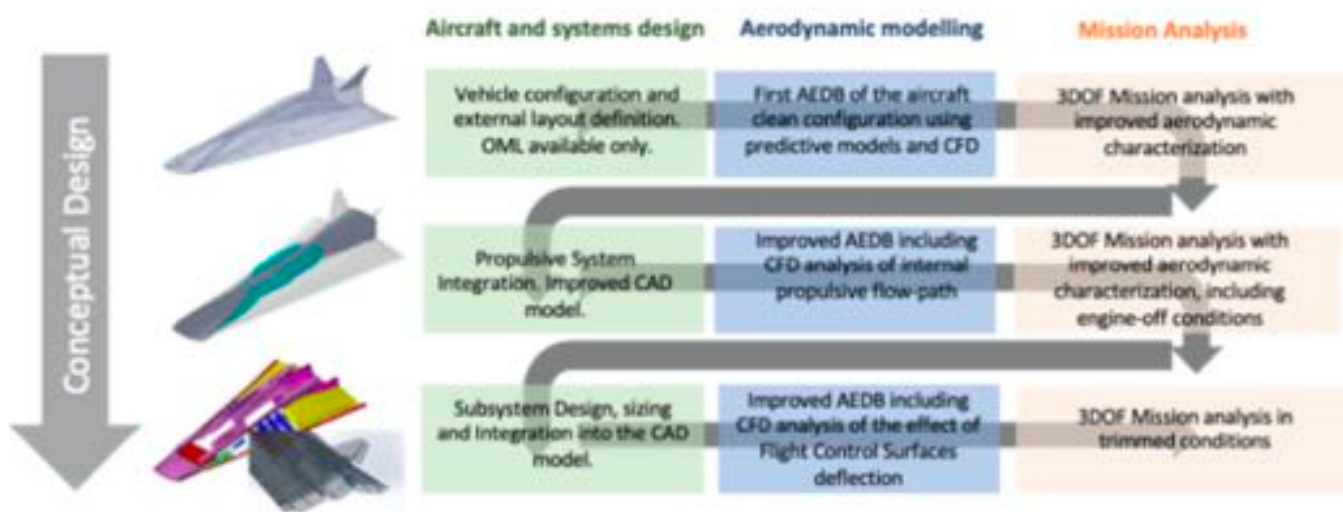 Aircraft and systems design
Aerodynamic modelling
Mission Analysis
Conceptual Design
Vehicle configuration and
external layout definition.
OML available only.
First AEDB of the aircraft
clean configuration using
predictive models and CFD
3DOF Mission analysis with
improved aerodynamic
characterization
Propulsive System
Integration. Improved CAD
model.
Improved AEDB including
CFD analysis of internal
propulsive flow-path
3DOF Mission analysis with
improved aerodynamic
characterization, including
engine-off conditions
Subsystem Design, sizing
and Integration into the CAD
model.
Improved AEDB including
CFD analysis of the effect of
Flight Control Surfaces
deflection
3DOF Mission analysis in
trimmed conditions